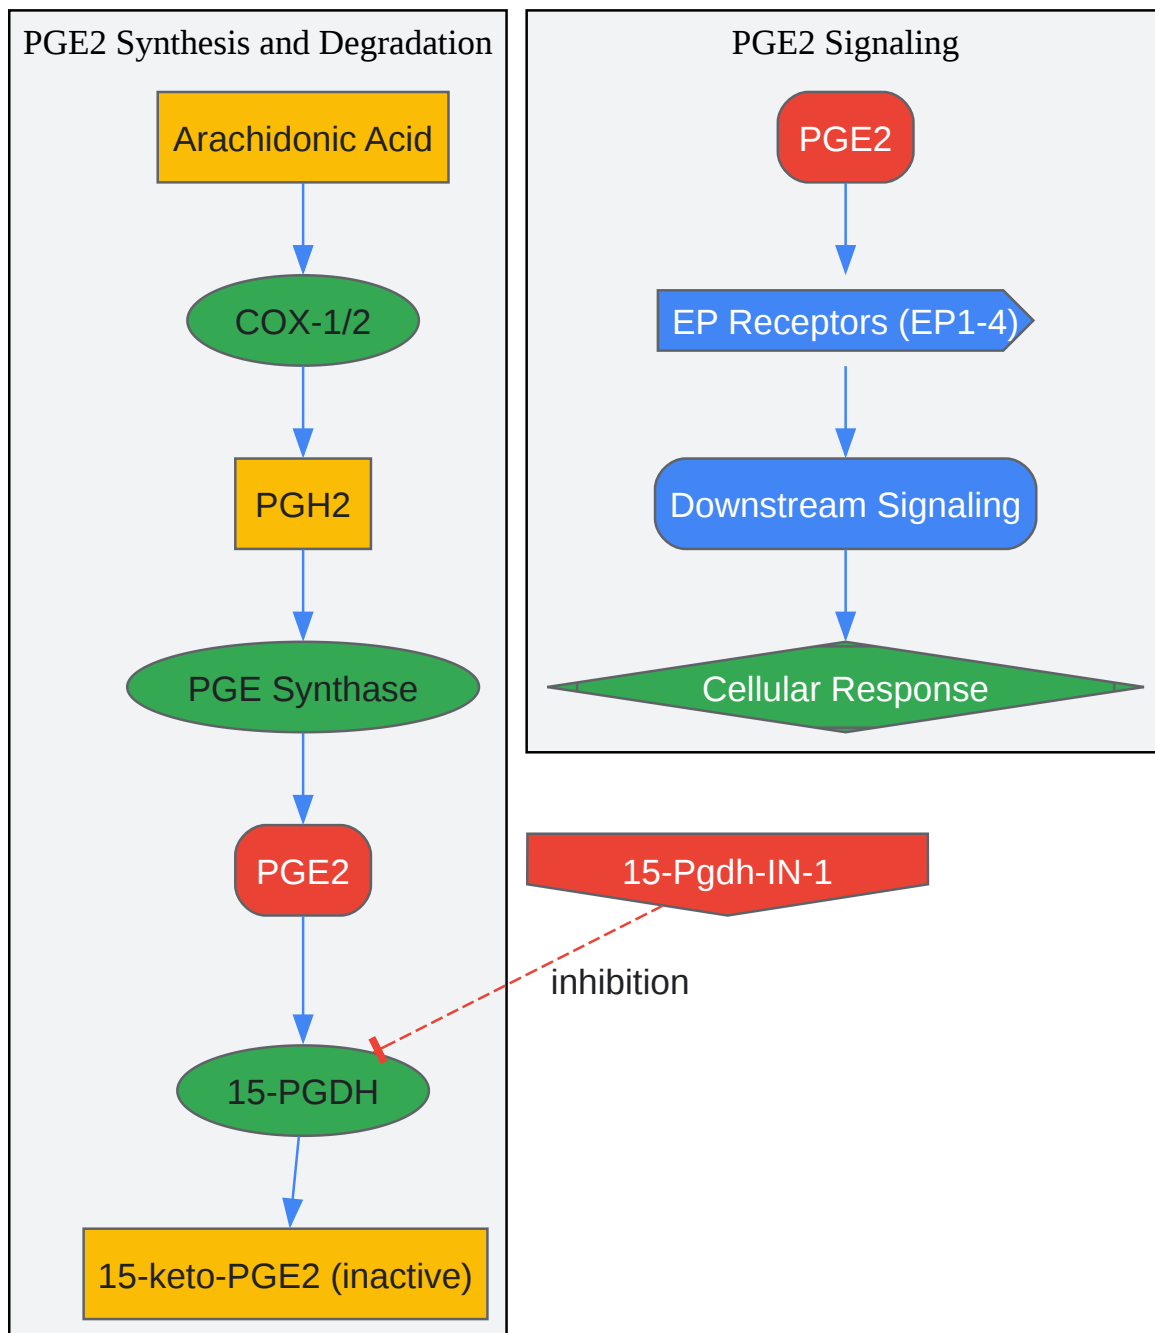 PGE2 Synthesis and Degradation
Arachidonic Acid
COX-1/2
PGH2
PGE Synthase
PGE2
15-PGDH
15-keto-PGE2 (inactive)
PGE2 Signaling
PGE2
EP Receptors (EP1-4)
Downstream Signaling
Cellular Response
15-Pgdh-IN-1
inhibition